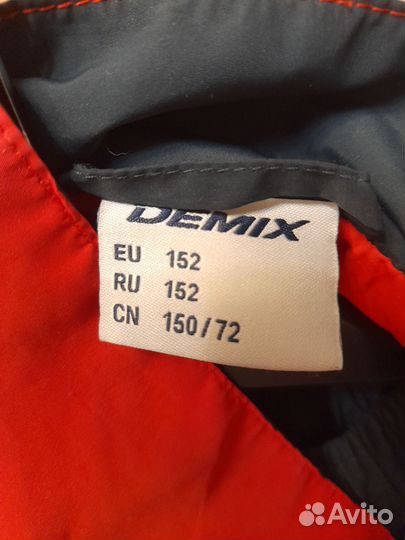 DEMIX
EU 152
RU 152
CN 150/72
Avito